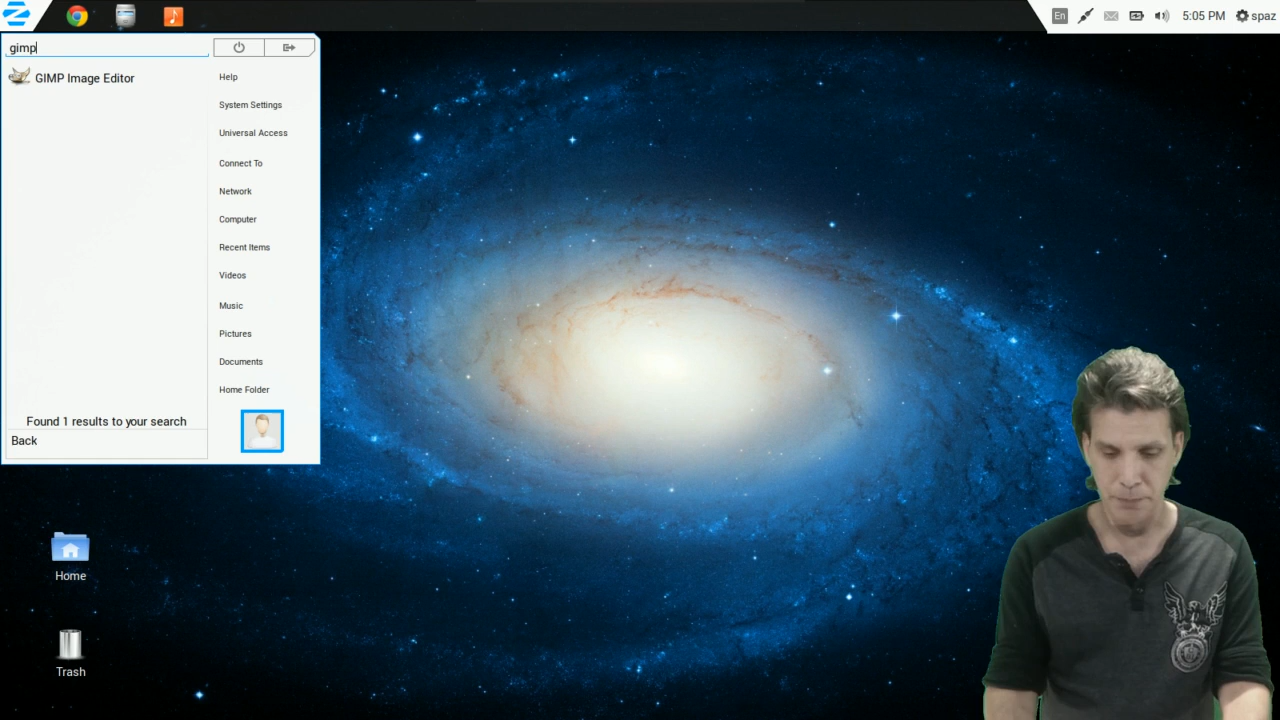 En
5:05 PM
spaz
gimp
GIMP Image Editor
Help
System Settings
Universal Access
Connect To
Network
Computer
Recent Items
Videos
Music
Pictures
Documents
Home Folder
Found 1 results to your search
Back
Home
Trash